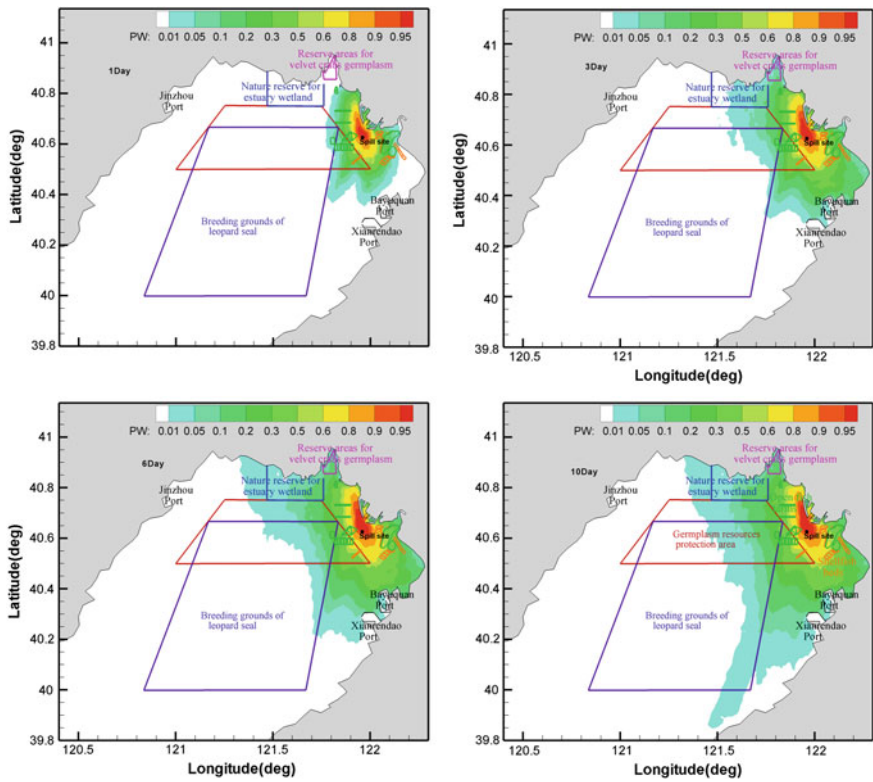 PW: 0.01 0.05 0.1 0.2 0.3 0.5 0.6 0.8 0.9 0.95
41
40.8
40.6
40.4
40.2
40
39.8
Latitude(deg)
1Day
Reserve areas for
velvet crabs germplasm
Nature reserve for
estuary wetland
Jinzhou
Port
Spill site
Breeding grounds of
leopard seal
Bayuquan
Port
Xianrendao
Port
PW: 0.01 0.05 0.1 0.2 0.3 0.5 0.6 0.8 0.9 0.95
41
40.8
40.6
40.4
40.2
40
39.8
3Day
Reserve areas for
velvet crabs germplasm
Nature reserve for
estuary wetland
Jinzhou
Port
Spill site
Breeding grounds of
leopard seal
Bayuquan
Port
Xianrendao
Port
120.5 121 121.5 122
Longitude(deg)
PW: 0.01 0.05 0.1 0.2 0.3 0.5 0.6 0.8 0.9 0.95
41
40.8
40.6
40.4
40.2
40
39.8
Latitude(deg)
6Day
Reserve areas for
velvet crabs germplasm
Nature reserve for
estuary wetland
Jinzhou
Port
Spill site
Breeding grounds of
leopard seal
Bayuquan
Port
Xianrendao
Port
120.5 121 121.5 122
Longitude(deg)
PW: 0.01 0.05 0.1 0.2 0.3 0.5 0.6 0.8 0.9 0.95
41
40.8
40.6
40.4
40.2
40
39.8
10Day
Reserve areas for
velvet crabs germplasm
Nature reserve for
estuary wetland
Jinzhou
Port
Spill site
Germplasm resources
protection area
Breeding grounds of
leopard seal
Bayuquan
Port
Xianrendao
Port
120.5 121 121.5 122
Longitude(deg)